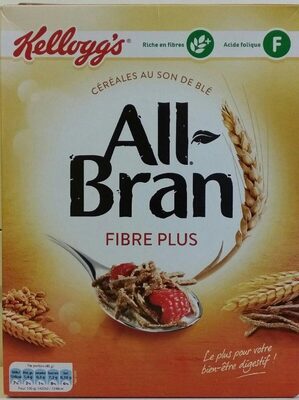 Kellogg's
Riche en fibres
Acide folique
F
CÉRÉALES AU SON DE BLÉ
All-
Bran
FIBRE PLUS
Le plus pour votre
bien-être digestif !